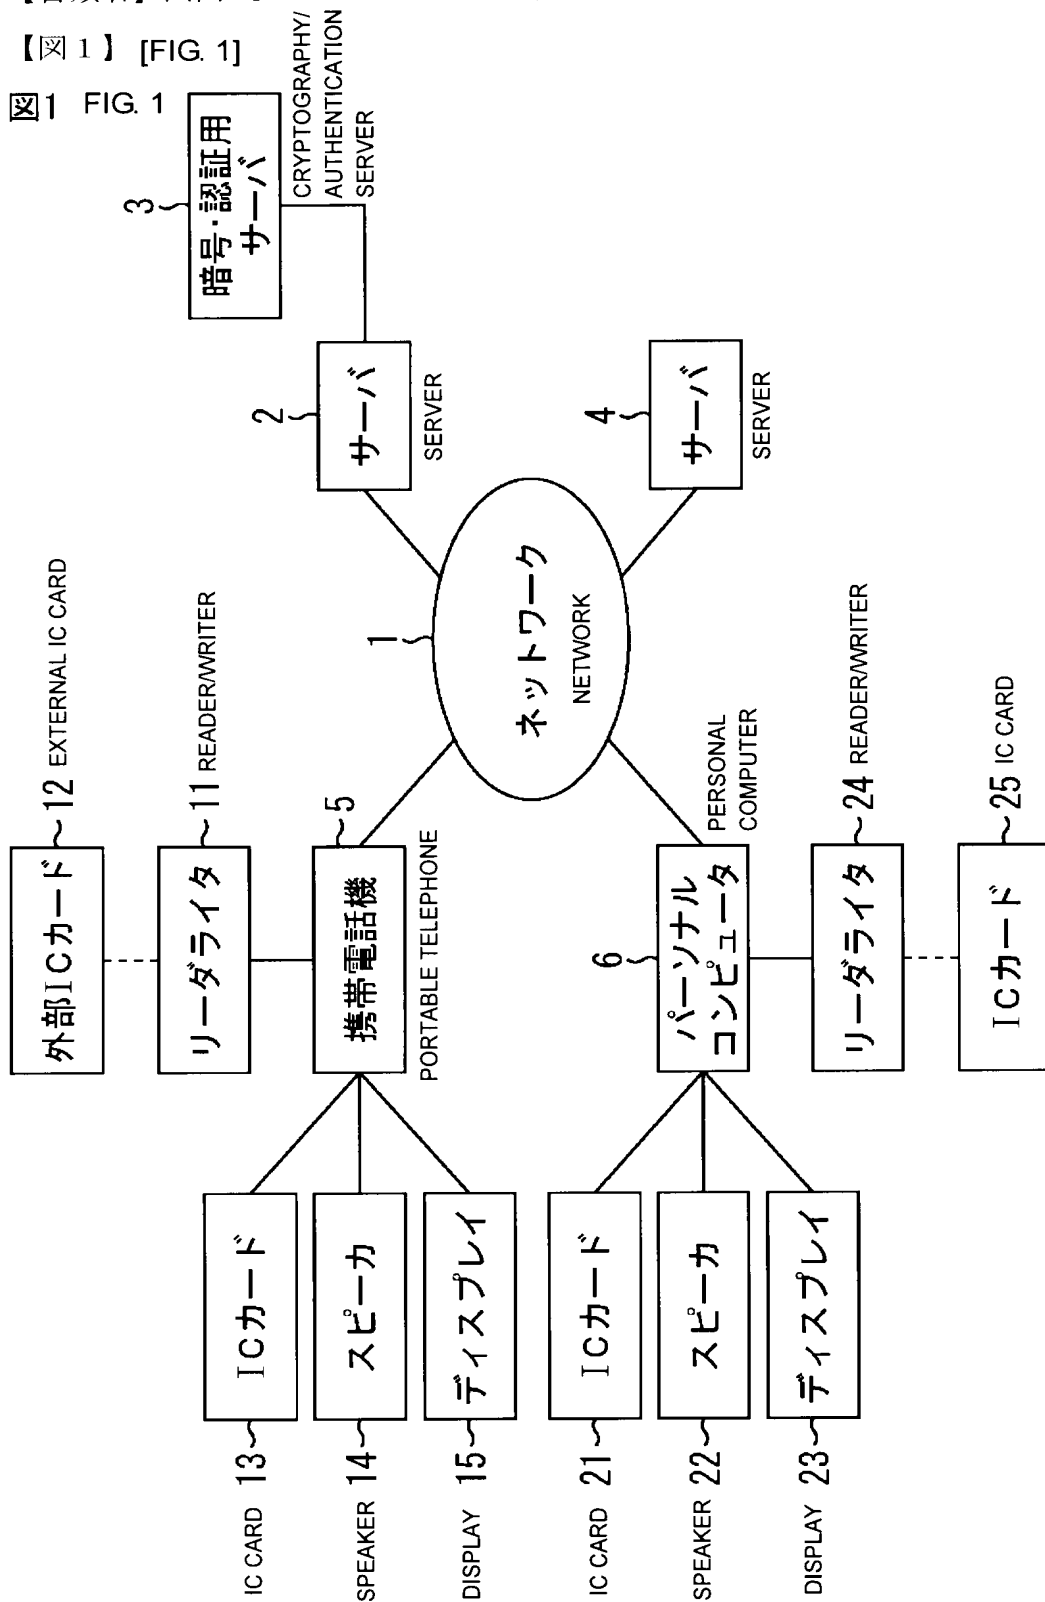 【図1】 [FIG. 1]
図1 FIG. 1
3
暗号・認証用
サーバ
CRYPTOGRAPHY/
AUTHENTICATION
SERVER
2
サーバ
SERVER
4
サーバ
SERVER
1
ネットワーク
NETWORK
外部ICカード
12 EXTERNAL IC CARD
リーダライタ
11 READER/WRITER
携帯電話機
5
PORTABLE TELEPHONE
6
パーソナル
コンピュータ
PERSONAL
COMPUTER
リーダライタ
24 READER/WRITER
ICカード
25 IC CARD
ICカード
IC CARD 13
スピーカ
SPEAKER 14
ディスプレイ
DISPLAY 15
ICカード
IC CARD 21
スピーカ
SPEAKER 22
ディスプレイ
DISPLAY 23